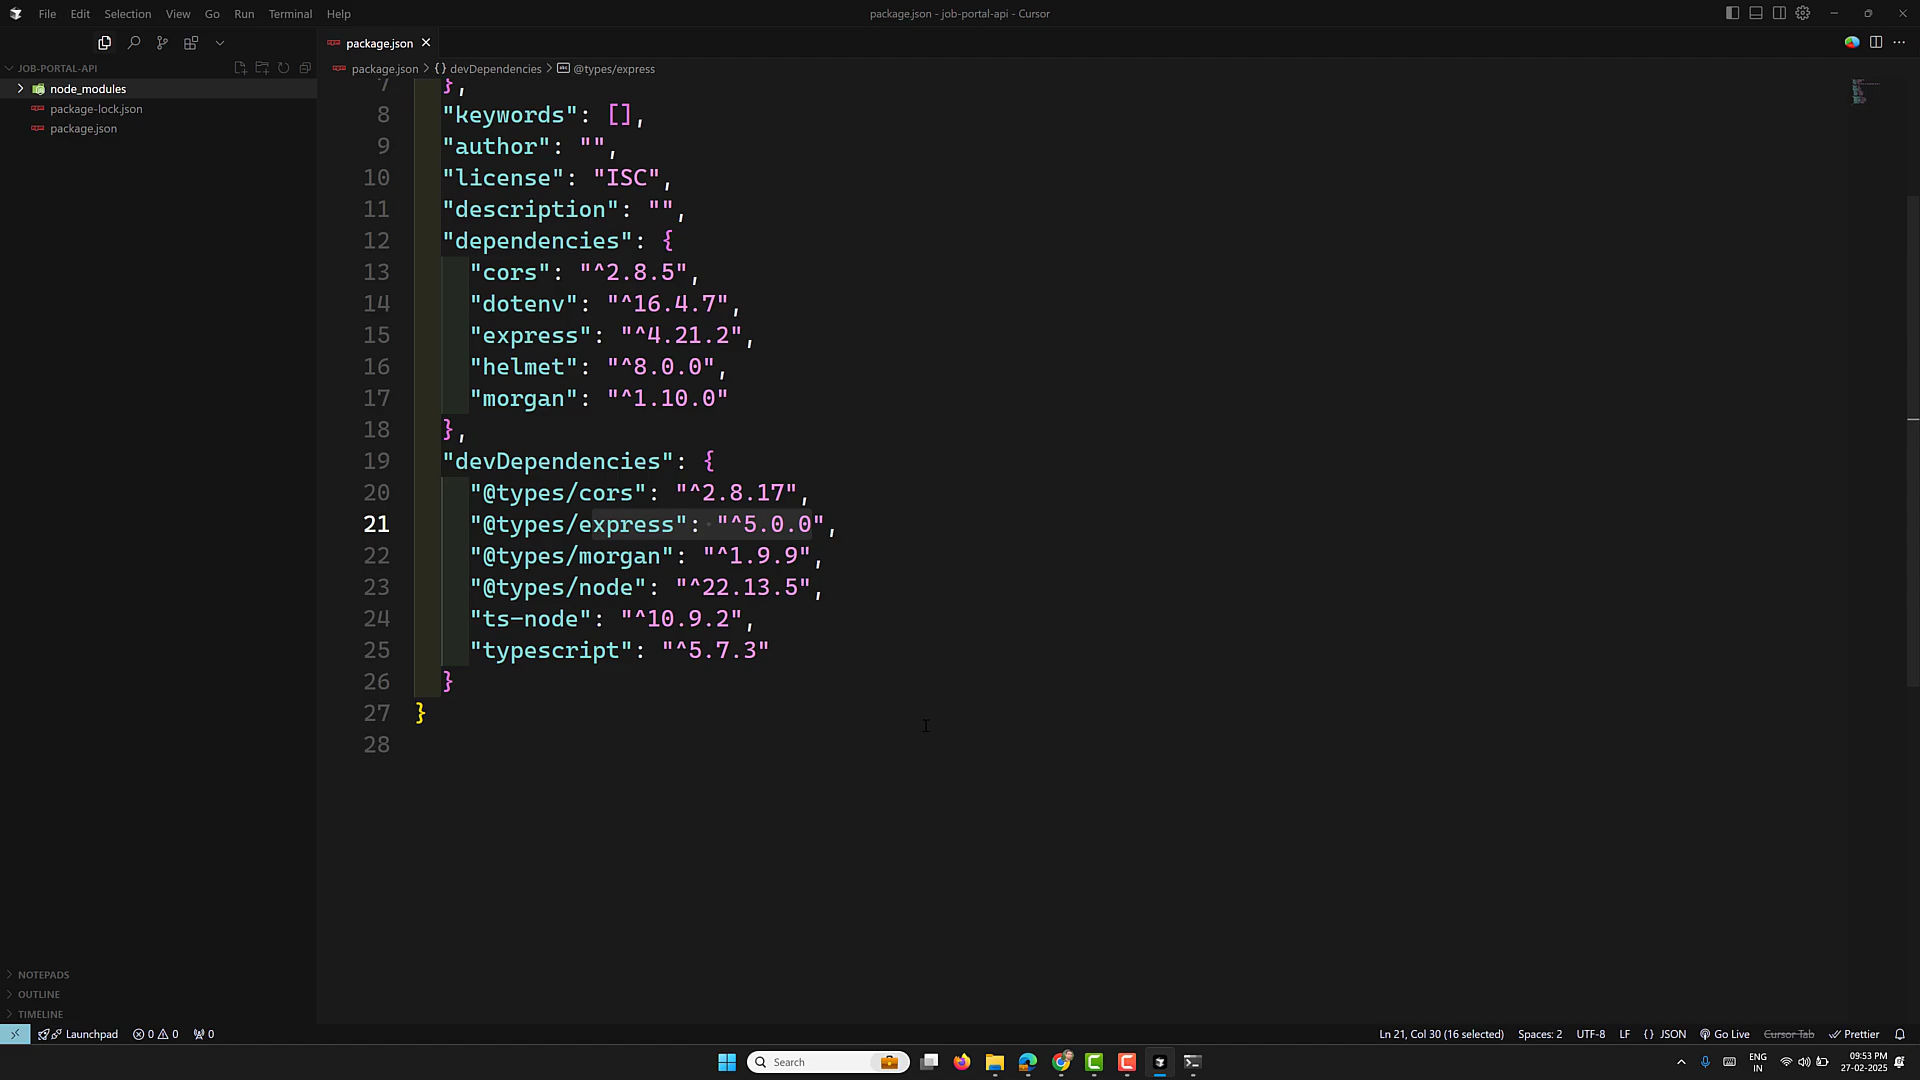 File Edit Selection View Go Run Terminal Help
package.json - job-portal-api - Cursor
JOB-PORTAL-API
node_modules
package-lock.json
package.json
package.json
package.json > {} devDependencies > @types/express
7 },
8 "keywords": [],
9 "author": "",
10 "license": "ISC",
11 "description": "",
12 "dependencies": {
13 "cors": "^2.8.5",
14 "dotenv": "^16.4.7",
15 "express": "^4.21.2",
16 "helmet": "^8.0.0",
17 "morgan": "^1.10.0"
18 },
19 "devDependencies": {
20 "@types/cors": "^2.8.17",
21 "@types/express": "^5.0.0",
22 "@types/morgan": "^1.9.9",
23 "@types/node": "^22.13.5",
24 "ts-node": "^10.9.2",
25 "typescript": "^5.7.3"
26 }
27 }
28
NOTEPADS
OUTLINE
TIMELINE
Launchpad 0 0 0
Ln 21, Col 30 (16 selected) Spaces: 2 UTF-8 LF {} JSON Go Live Cursor Tab Prettier
Search
ENG
IN
09:53 PM
27-02-2025